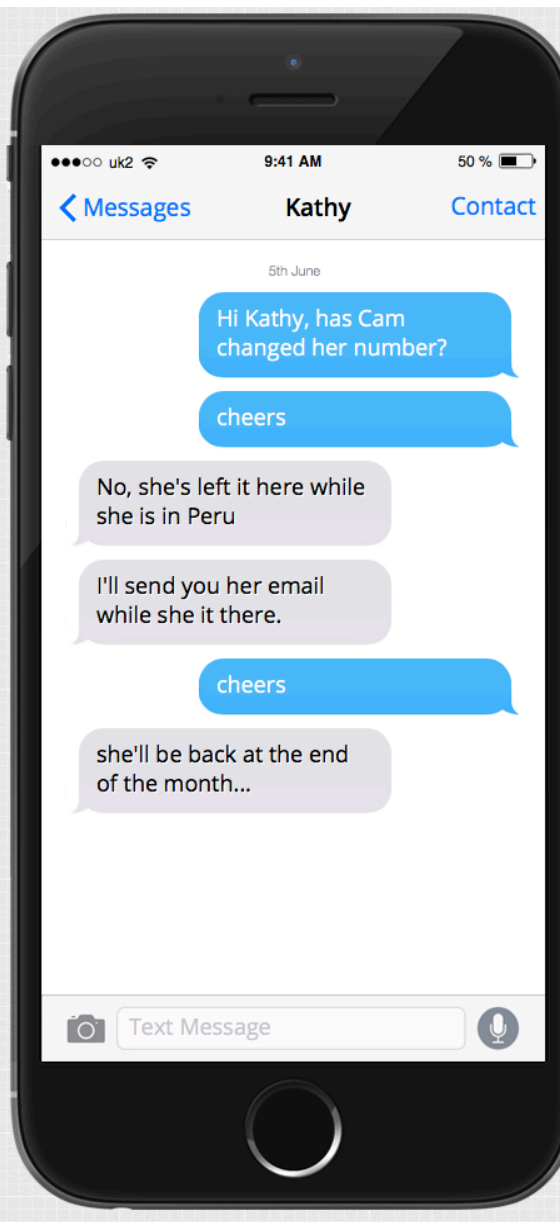 uk2 9:41 AM 50 %
Messages Kathy Contact
5th June
Hi Kathy, has Cam
changed her number?
cheers
No, she's left it here while
she is in Peru
I'll send you her email
while she it there.
cheers
she'll be back at the end
of the month...
Text Message